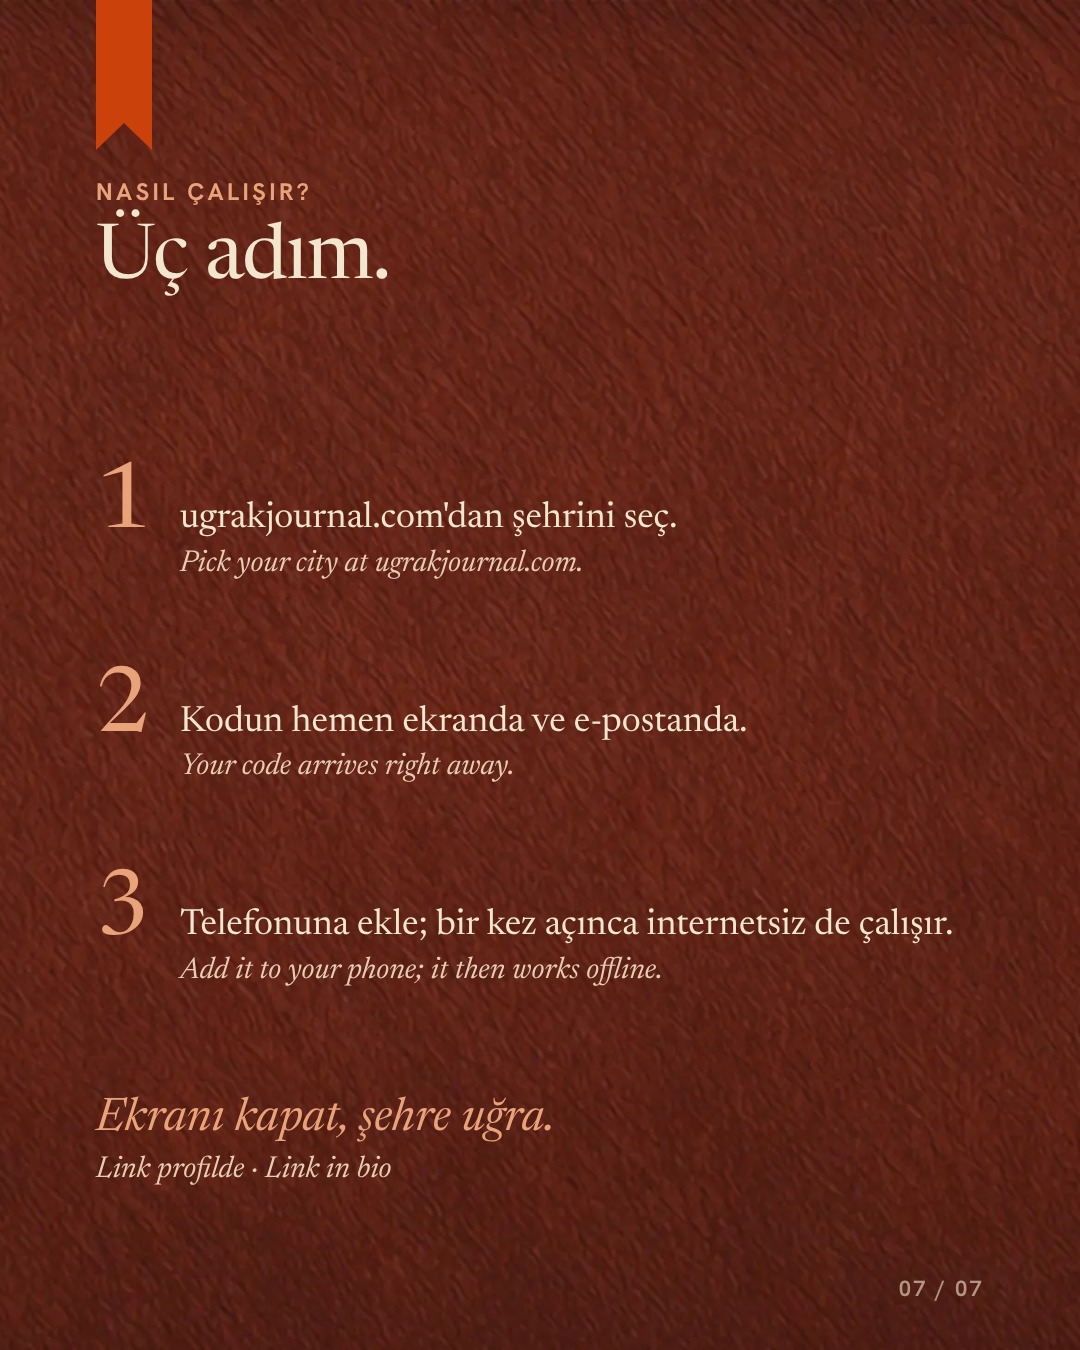 NASIL ÇALIŞIR?
Üç adım.
1 ugrakjournal.com'dan şehrini seç.
Pick your city at ugrakjournal.com.
2 Kodun hemen ekranda ve e-postanda.
Your code arrives right away.
3 Telefonuna ekle; bir kez açınca internetsiz de çalışır.
Add it to your phone; it then works offline.
Ekranı kapat, şehre uğra.
Link profilde · Link in bio
07 / 07